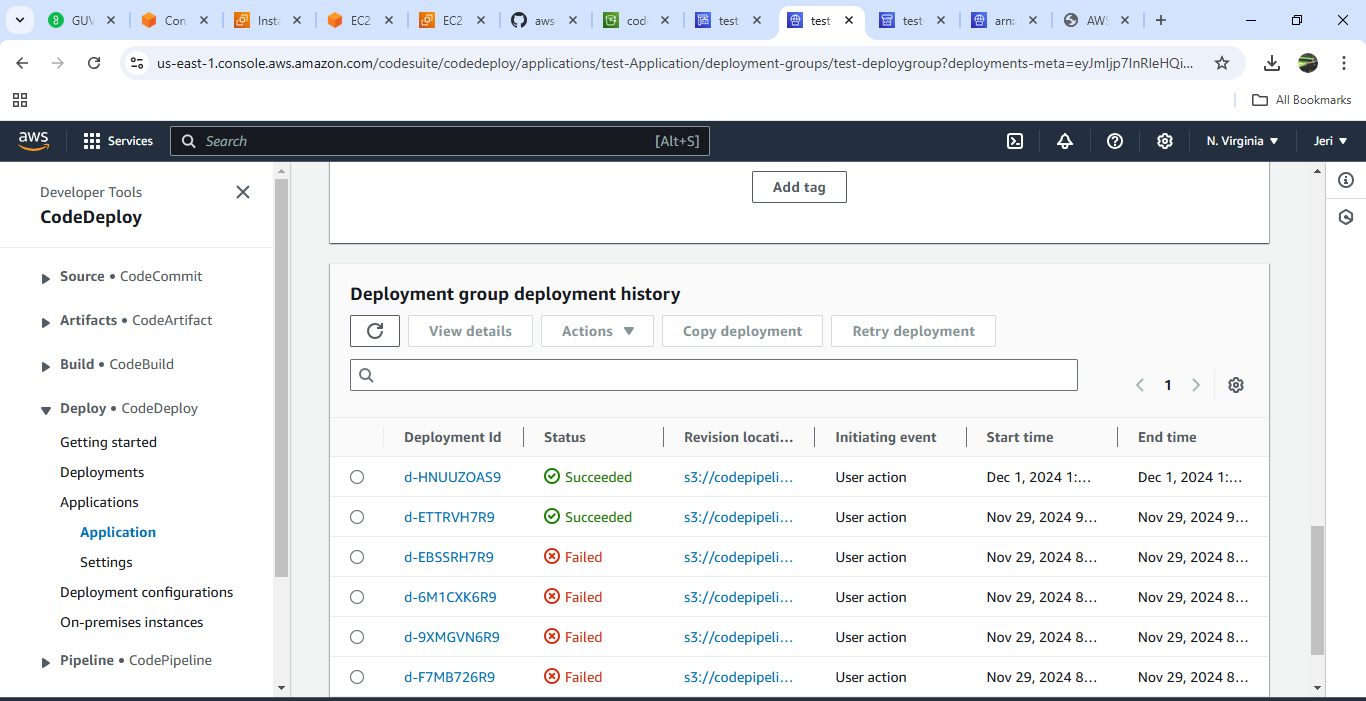 GUV
Con
Inst
EC2
EC2
aws
code
test
test
test
arn:
AWS
us-east-1.console.aws.amazon.com/codesuite/codedeploy/applications/test-Application/deployment-groups/test-deploygroup?deployments-meta=eyJmIjp7InRleHQi...
All Bookmarks
aws
Services
Search
[Alt+S]
N. Virginia
Jeri
Developer Tools
CodeDeploy
Source • CodeCommit
Artifacts • CodeArtifact
Build • CodeBuild
Deploy • CodeDeploy
Getting started
Deployments
Applications
Application
Settings
Deployment configurations
On-premises instances
Pipeline • CodePipeline
Add tag
Deployment group deployment history
View details
Actions
Copy deployment
Retry deployment
1
Deployment Id Status Revision locati... Initiating event Start time End time
d-HNUUZOAS9 Succeeded s3://codepipeli... User action Dec 1, 2024 1:... Dec 1, 2024 1:...
d-ETTRVH7R9 Succeeded s3://codepipeli... User action Nov 29, 2024 9... Nov 29, 2024 9...
d-EBSSRH7R9 Failed s3://codepipeli... User action Nov 29, 2024 8... Nov 29, 2024 8...
d-6M1CXK6R9 Failed s3://codepipeli... User action Nov 29, 2024 8... Nov 29, 2024 8...
d-9XMGVN6R9 Failed s3://codepipeli... User action Nov 29, 2024 8... Nov 29, 2024 8...
d-F7MB726R9 Failed s3://codepipeli... User action Nov 29, 2024 8... Nov 29, 2024 8...